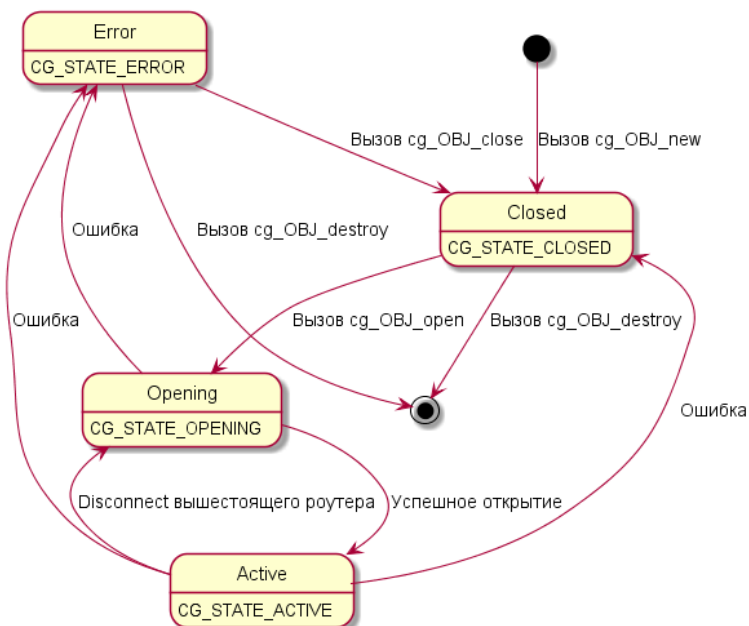 Error
CG_STATE_ERROR
Вызов cg_OBJ_close
Вызов cg_OBJ_new
Closed
CG_STATE_CLOSED
Ошибка
Вызов cg_OBJ_destroy
Ошибка
Вызов cg_OBJ_open
Вызов cg_OBJ_destroy
Opening
CG_STATE_OPENING
Ошибка
Disconnect вышестоящего роутера
Успешное открытие
Active
CG_STATE_ACTIVE